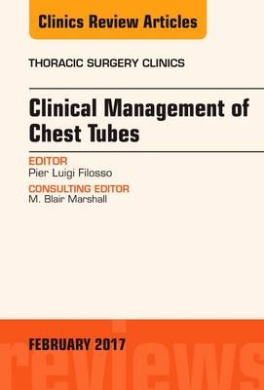 Clinics Review Articles
THORACIC SURGERY CLINICS
Clinical Management of
Chest Tubes
EDITOR
Pier Luigi Filosso
CONSULTING EDITOR
M. Blair Marshall
FEBRUARY 2017
reviews